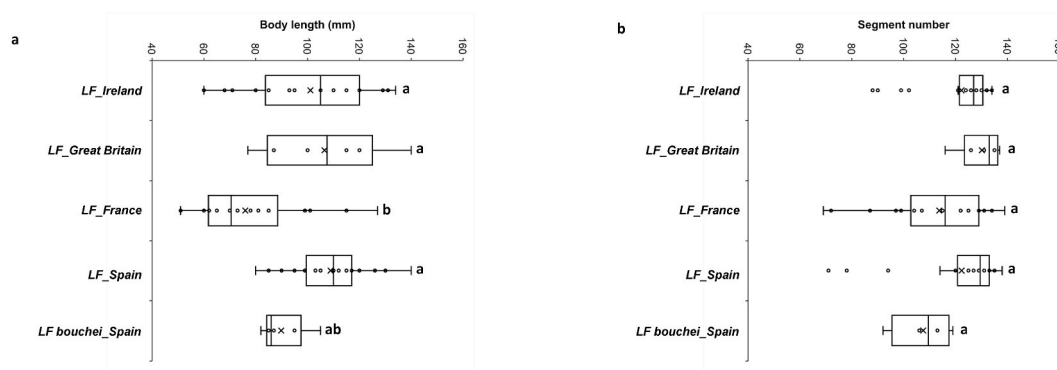 a
Body length (mm)
40 60 80 100 120 140 160
LF_Ireland a
LF_Great Britain a
LF_France b
LF_Spain a
LF bouchei_Spain ab
b
Segment number
40 60 80 100 120 140 160
LF_Ireland a
LF_Great Britain a
LF_France a
LF_Spain a
LF bouchei_Spain a